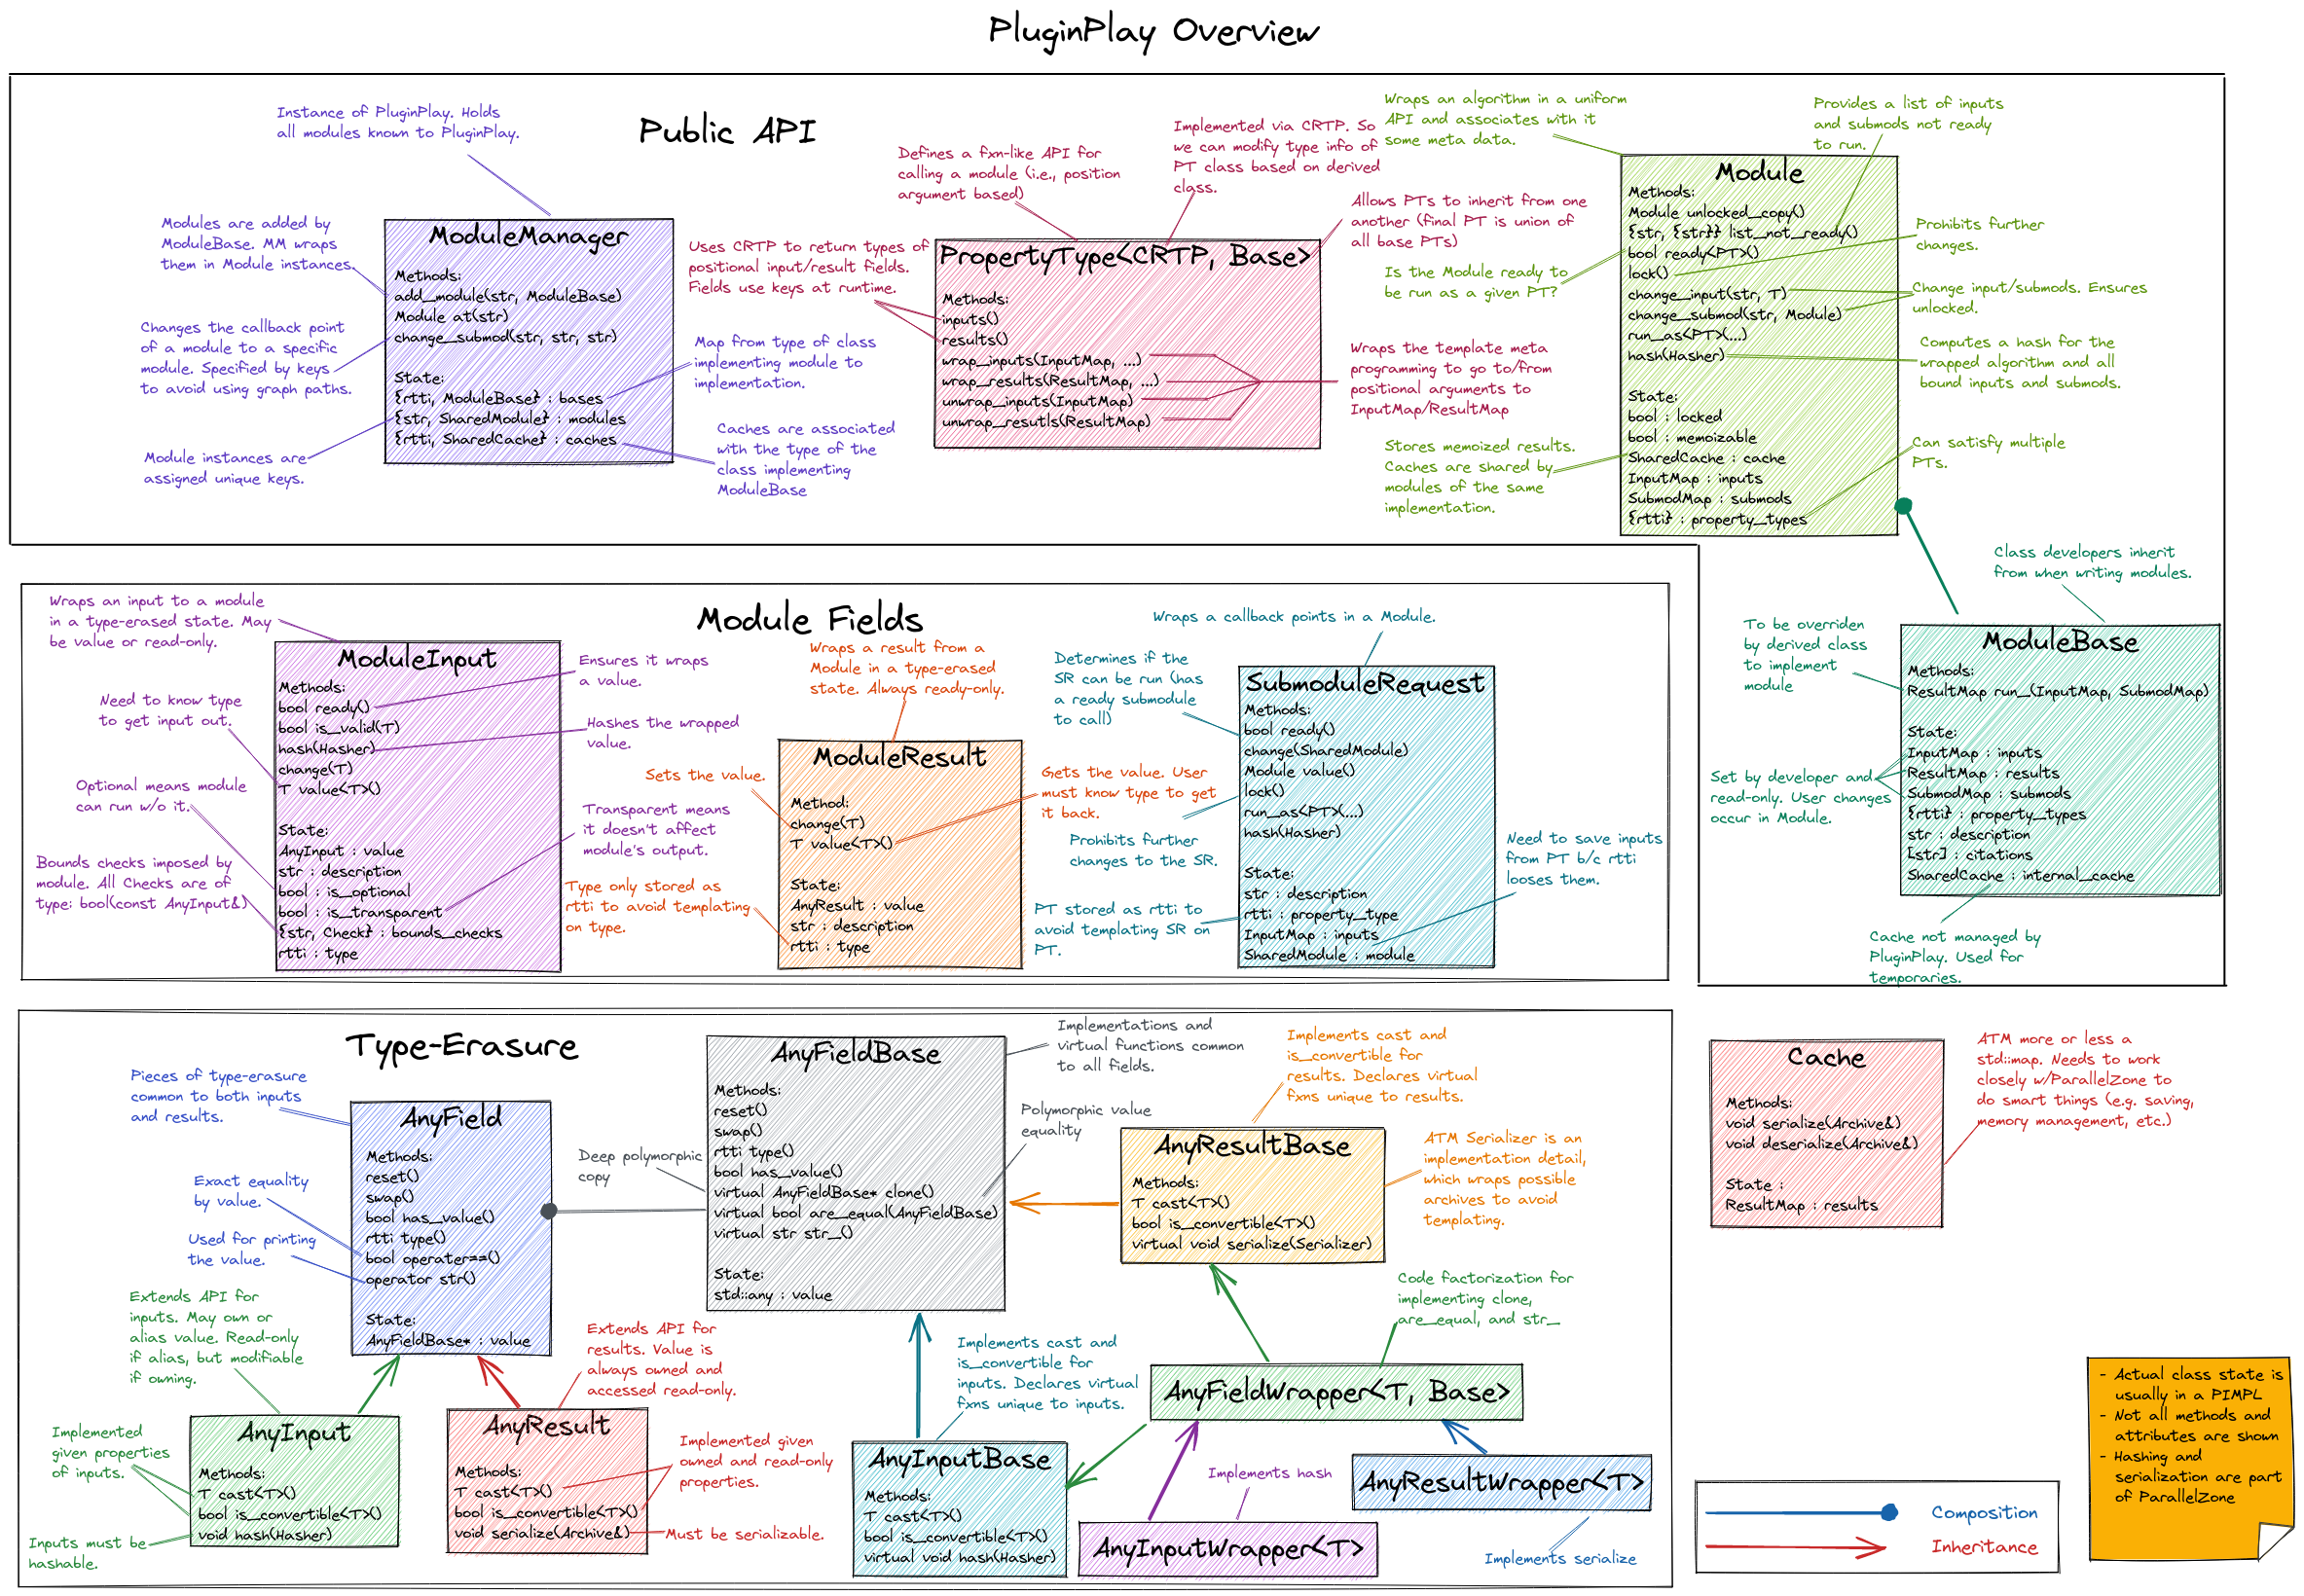 PluginPlay Overview
Public API
Instance of PluginPlay. Holds
all modules known to PluginPlay.
Modules are added by
ModuleBase. MM wraps
them in Module instances.
Changes the callback point
of a module to a specific
module. Specified by keys
to avoid using graph paths.
Module instances are
assigned unique keys.
ModuleManager
Methods:
add_module(str, ModuleBase)
Module at(str)
change_submod(str, str, str)
State:
{rtti, ModuleBase} : bases
{str, SharedModule} : modules
{rtti, SharedCache} : caches
Map from type of class
implementing module to
implementation.
Caches are associated
with the type of the
class implementing
ModuleBase
Defines a fxn-like API for
calling a module (i.e., position
argument based)
Implemented via CRTP. So
we can modify type info of
PT class based on derived
class.
Allows PTs to inherit from one
another (final PT is union of
all base PTs)
Uses CRTP to return types of
positional input/result fields.
Fields use keys at runtime.
PropertyType<CRTP, Base>
Methods:
inputs()
results()
wrap_inputs(InputMap, ...)
wrap_results(ResultMap, ...)
unwrap_inputs(InputMap)
unwrap_resutls(ResultMap)
Wraps the template meta
programming to go to/from
positional arguments to
InputMap/ResultMap
Wraps an algorithm in a uniform
API and associates with it
some meta data.
Provides a list of inputs
and submods not ready
to run.
Is the Module ready to
be run as a given PT?
Stores memoized results.
Caches are shared by
modules of the same
implementation.
Module
Methods:
Module unlocked_copy()
{str, {str}} list_not_ready()
bool ready<PT>()
lock()
change_input(str, T)
change_submod(str, Module)
run_as<PT>(...)
hash(Hasher)
State:
bool : locked
bool : memoizable
SharedCache : cache
InputMap : inputs
SubmodMap : submods
{rtti} : property_types
Prohibits further
changes.
Change input/submods. Ensures
unlocked.
Computes a hash for the
wrapped algorithm and all
bound inputs and submods.
Can satisfy multiple
PTs.
Class developers inherit
from when writing modules.
To be overriden
by derived class
to implement
module
Set by developer and
read-only. User changes
occur in Module.
ModuleBase
Methods:
ResultMap run_(InputMap, SubmodMap)
State:
InputMap : inputs
ResultMap : results
SubmodMap : submods
{rtti} : property_types
str : description
[str] : citations
SharedCache : internal_cache
Cache not managed by
PluginPlay. Used for
temporaries.
Module Fields
Wraps an input to a module
in a type-erased state. May
be value or read-only.
Need to know type
to get input out.
Optional means module
can run w/o it.
Bounds checks imposed by
module. All Checks are of
type: bool(const AnyInput&)
ModuleInput
Methods:
bool ready()
bool is_valid(T)
hash(Hasher)
change(T)
T value<T>()
State:
AnyInput : value
str : description
bool : is_optional
bool : is_transparent
{str, Check} : bounds_checks
rtti : type
Ensures it wraps
a value.
Hashes the wrapped
value.
Transparent means
it doesn't affect
module's output.
Wraps a result from a
Module in a type-erased
state. Always ready-only.
Sets the value.
Type only stored as
rtti to avoid templating
on type.
ModuleResult
Method:
change(T)
T value<T>()
State:
AnyResult : value
str : description
rtti : type
Gets the value. User
must know type to get
it back.
Wraps a callback points in a Module.
Determines if the
SR can be run (has
a ready submodule
to call)
Prohibits further
changes to the SR.
PT stored as rtti to
avoid templating SR on
PT.
SubmoduleRequest
Methods:
bool ready()
change(SharedModule)
Module value()
lock()
run_as<PT>(...)
hash(Hasher)
State:
str : description
rtti : property_type
InputMap : inputs
SharedModule : module
Need to save inputs
from PT b/c rtti
looses them.
Type-Erasure
Pieces of type-erasure
common to both inputs
and results.
Exact equality
by value.
Used for printing
the value.
AnyField
Methods:
reset()
swap()
bool has_value()
rtti type()
bool operater==()
operator str()
State:
AnyFieldBase* : value
Extends API for
inputs. May own or
alias value. Read-only
if alias, but modifiable
if owning.
Implemented
given properties
of inputs.
Inputs must be
hashable.
AnyInput
Methods:
T cast<T>()
bool is_convertible<T>()
void hash(Hasher)
Extends API for
results. Value is
always owned and
accessed read-only.
AnyResult
Methods:
T cast<T>()
bool is_convertible<T>()
void serialize(Archive&)
Implemented given
owned and read-only
properties.
Must be serializable.
Deep polymorphic
copy
AnyFieldBase
Methods:
reset()
swap()
rtti type()
bool has_value()
virtual AnyFieldBase* clone()
virtual bool are_equal(AnyFieldBase)
virtual str str_()
State:
std::any : value
Implementations and
virtual functions common
to all fields.
Polymorphic value
equality
Implements cast and
is_convertible for
results. Declares virtual
fxns unique to results.
AnyResultBase
Methods:
T cast<T>()
bool is_convertible<T>()
virtual void serialize(Serializer)
ATM Serializer is an
implementation detail,
which wraps possible
archives to avoid
templating.
Code factorization for
implementing clone,
are_equal, and str_
Implements cast and
is_convertible for
inputs. Declares virtual
fxns unique to inputs.
AnyFieldWrapper<T, Base>
AnyInputBase
Methods:
T cast<T>()
bool is_convertible<T>()
virtual void hash(Hasher)
Implements hash
AnyInputWrapper<T>
AnyResultWrapper<T>
Implements serialize
Cache
Methods:
void serialize(Archive&)
void deserialize(Archive&)
State :
ResultMap : results
ATM more or less a
std::map. Needs to work
closely w/ParallelZone to
do smart things (e.g. saving,
memory management, etc.)
Composition
Inheritance
- Actual class state is
usually in a PIMPL
- Not all methods and
attributes are shown
- Hashing and
serialization are part
of ParallelZone